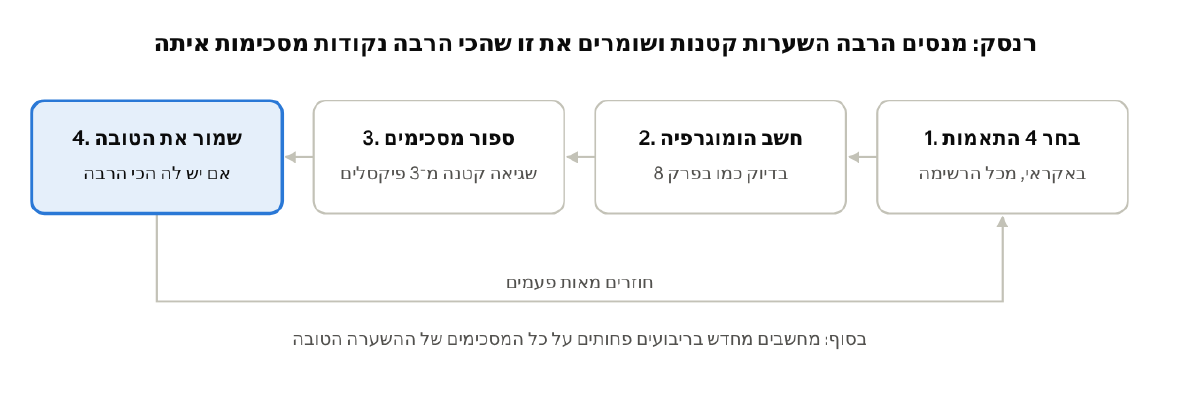 רנסק: מנסים הרבה השערות קטנות ושומרים את זו שהכי הרבה נקודות מסכימות איתה
1. בחר 4 התאמות
באקראי, מכל הרשימה
2. חשב הומוגרפיה
בדיוק כמו בפרק 8
3. ספור מסכימים
שגיאה קטנה מ־3 פיקסלים
4. שמור את הטובה
אם יש לה הכי הרבה
חוזרים מאות פעמים
בסוף: מחשבים מחדש בריבועים פחותים על כל המסכימים של ההשערה הטובה